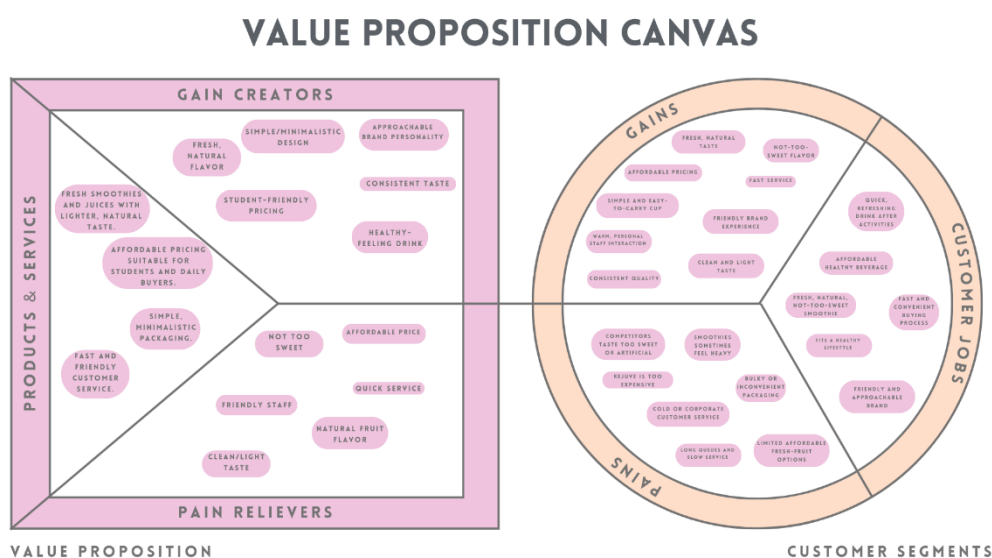 VALUE PROPOSITION CANVAS
GAIN CREATORS
SIMPLE/MINIMALISTIC
DESIGN
APPROACHABLE
BRAND PERSONALITY
FRESH,
NATURAL
FLAVOR
CONSISTENT TASTE
STUDENT-FRIENDLY
PRICING
HEALTHY-
FEELING DRINK
PRODUCTS & SERVICES
FRESH SMOOTHIES
AND JUICES WITH
LIGHTER, NATURAL
TASTE.
AFFORDABLE PRICING
SUITABLE FOR
STUDENTS AND DAILY
BUYERS.
SIMPLE,
MINIMALISTIC
PACKAGING.
FAST AND
FRIENDLY
CUSTOMER
SERVICE.
NOT TOO
SWEET
AFFORDABLE PRICE
QUICK SERVICE
FRIENDLY STAFF
NATURAL FRUIT
FLAVOR
CLEAN/LIGHT
TASTE
PAIN RELIEVERS
VALUE PROPOSITION
GAINS
FRESH, NATURAL
TASTE
NOT-TOO-
SWEET FLAVOR
AFFORDABLE PRICING
FAST SERVICE
SIMPLE AND EASY-
TO-CARRY CUP
FRIENDLY BRAND
EXPERIENCE
WARM, PERSONAL
STAFF INTERACTION
CLEAN AND LIGHT
TASTE
CONSISTENT QUALITY
CUSTOMER JOBS
QUICK,
REFRESHING
DRINK AFTER
ACTIVITIES
AFFORDABLE
HEALTHY BEVERAGE
FRESH, NATURAL,
NOT-TOO-SWEET
SMOOTHIE
FAST AND
CONVENIENT
BUYING
PROCESS
FITS A HEALTHY
LIFESTYLE
FRIENDLY AND
APPROACHABLE
BRAND
COMPETITORS
TASTE TOO SWEET
OR ARTIFICIAL
SMOOTHIES
SOMETIMES
FEEL HEAVY
REJUVE IS TOO
EXPENSIVE
BULKY OR
INCONVENIENT
PACKAGING
COLD OR CORPORATE
CUSTOMER SERVICE
LONG QUEUES AND
SLOW SERVICE
LIMITED AFFORDABLE
FRESH-FRUIT
OPTIONS
PAINS
CUSTOMER SEGMENTS